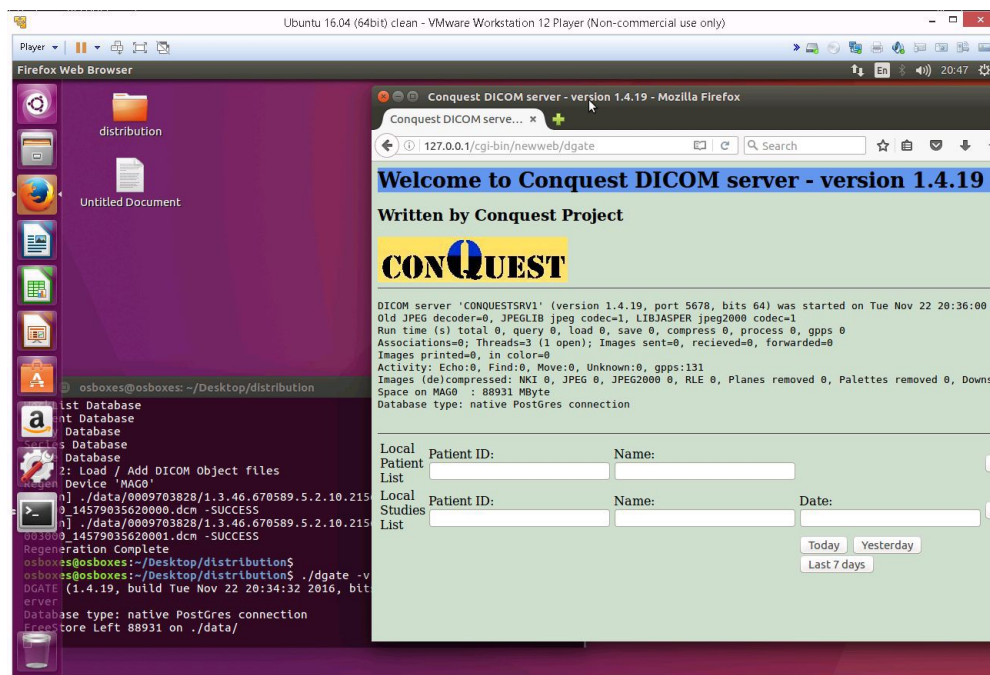 Ubuntu 16.04 (64bit) clean - VMware Workstation 12 Player (Non-commercial use only)
Player
Firefox Web Browser
En
20:47
distribution
Untitled Document
Conquest DICOM server - version 1.4.19 - Mozilla Firefox
Conquest DICOM serve...
127.0.0.1/cgi-bin/newweb/dgate
Search
Welcome to Conquest DICOM server - version 1.4.19
Written by Conquest Project
CONQUEST
DICOM server 'CONQUESTSRV1' (version 1.4.19, port 5678, bits 64) was started on Tue Nov 22 20:36:00
Old JPEG decoder=0, JPEGLIB jpeg codec=1, LIBJASPER jpeg2000 codec=1
Run time (s) total 0, query 0, load 0, save 0, compress 0, process 0, gpps 0
Associations=0; Threads=3 (1 open); Images sent=0, recieved=0, forwarded=0
Images printed=0, in color=0
Activity: Echo:0, Find:0, Move:0, Unknown:0, gpps:131
Images (de)compressed: NKI 0, JPEG 0, JPEG2000 0, RLE 0, Planes removed 0, Palettes removed 0, Downs
Space on MAG0 : 88931 MByte
Database type: native PostGres connection
Local Patient List
Patient ID:
Name:
Local Studies List
Patient ID:
Name:
Date:
Today
Yesterday
Last 7 days
osboxes@osboxes: ~/Desktop/distribution
ist Database
nt Database
Database
Series Database
Database
2: Load / Add DICOM Object files
Regen Device 'MAG0'
n] ./data/0009703828/1.3.46.670589.5.2.10.215
0_14579035620000.dcm -SUCCESS
n] ./data/0009703828/1.3.46.670589.5.2.10.215
003000_14579035620001.dcm -SUCCESS
Regeneration Complete
osboxes@osboxes:~/Desktop/distribution$
osboxes@osboxes:~/Desktop/distribution$ ./dgate -v
DGATE (1.4.19, build Tue Nov 22 20:34:32 2016, bit
erver
Database type: native PostGres connection
FreeStore Left 88931 on ./data/